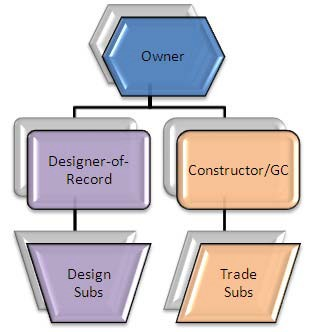 Owner
Designer-of-
Record
Constructor/GC
Design
Subs
Trade
Subs